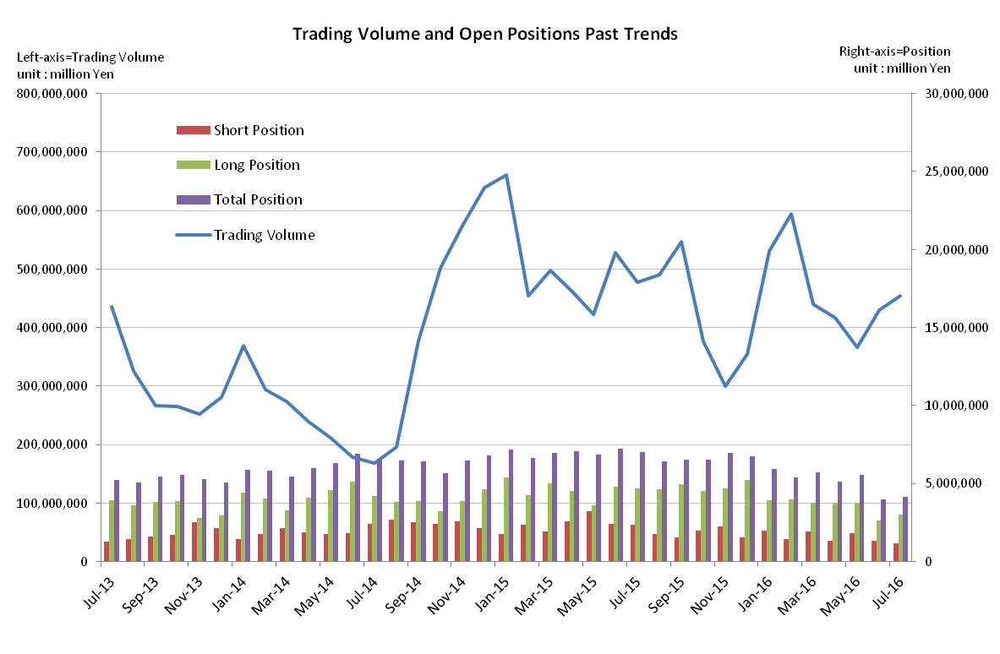 Trading Volume and Open Positions Past Trends
Left-axis=Trading Volume
unit : million Yen
Right-axis=Position
unit : million Yen
800,000,000
700,000,000
600,000,000
500,000,000
400,000,000
300,000,000
200,000,000
100,000,000
0
Short Position
Long Position
Total Position
Trading Volume
30,000,000
25,000,000
20,000,000
15,000,000
10,000,000
5,000,000
0
Jul-13
Sep-13
Nov-13
Jan-14
Mar-14
May-14
Jul-14
Sep-14
Nov-14
Jan-15
Mar-15
May-15
Jul-15
Sep-15
Nov-15
Jan-16
Mar-16
May-16
Jul-16